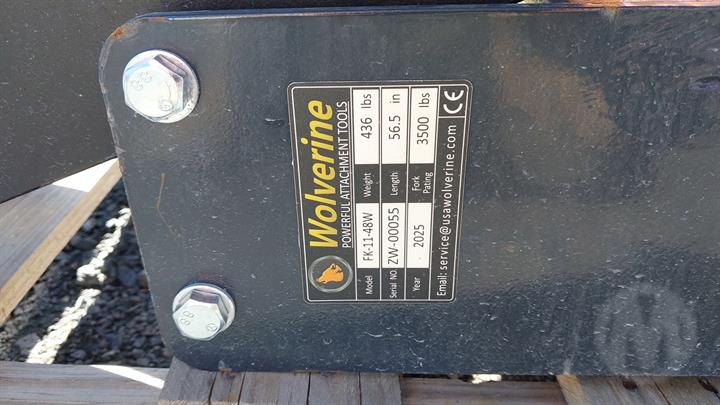 Wolverine
POWERFUL ATTACHMENT TOOLS
Model FK-11-48W Weight 436 lbs
Serial NO. ZW-00055 Length 56.5 in
Year 2025 Fork Pating 3500 lbs
Email: service@usawolverine.com CE
8.8
8.8